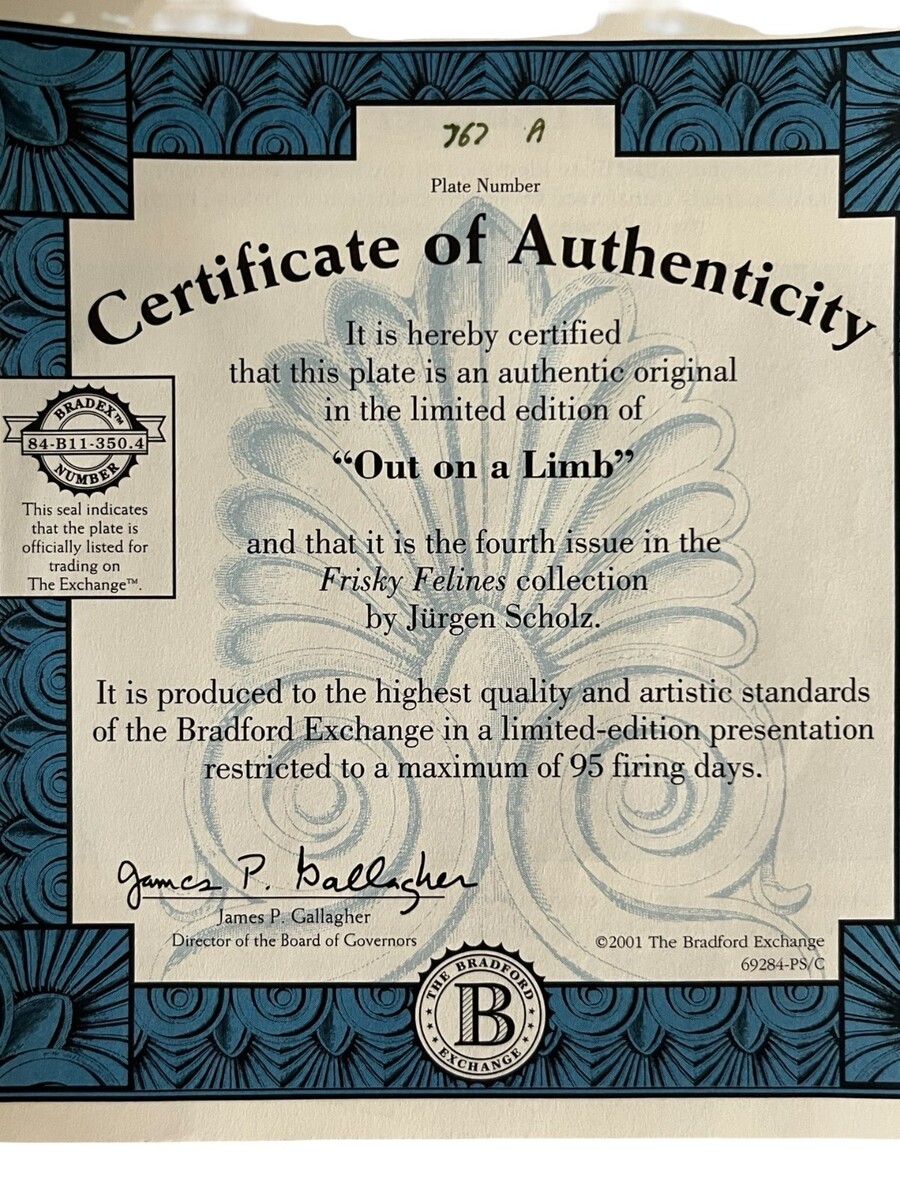 767 A
Plate Number
Certificate of Authenticity
It is hereby certified
that this plate is an authentic original
in the limited edition of
“Out on a Limb”
and that it is the fourth issue in the
Frisky Felines collection
by Jürgen Scholz.
BRADEX™
84-B11-350.4
NUMBER
This seal indicates
that the plate is
officially listed for
trading on
The Exchange™.
It is produced to the highest quality and artistic standards
of the Bradford Exchange in a limited-edition presentation
restricted to a maximum of 95 firing days.
James P. Gallagher
James P. Gallagher
Director of the Board of Governors
©2001 The Bradford Exchange
69284-PS/C
THE BRADFORD
B
EXCHANGE